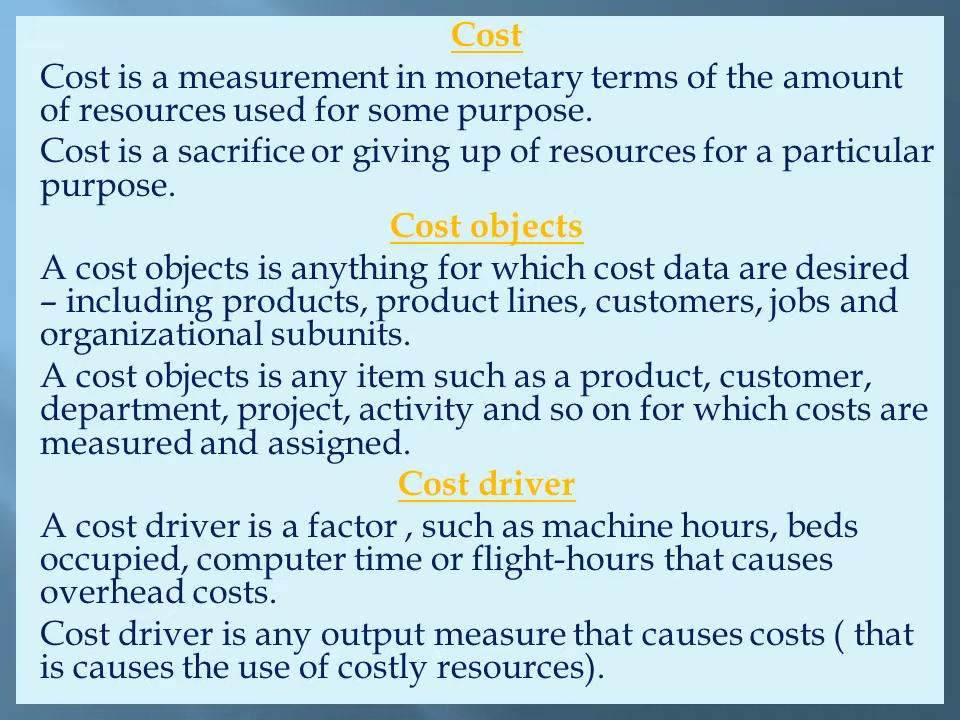 Cost
Cost is a measurement in monetary terms of the amount
of resources used for some purpose.
Cost is a sacrifice or giving up of resources for a particular
purpose.
Cost objects
A cost objects is anything for which cost data are desired
– including products, product lines, customers, jobs and
organizational subunits.
A cost objects is any item such as a product, customer,
department, project, activity and so on for which costs are
measured and assigned.
Cost driver
A cost driver is a factor , such as machine hours, beds
occupied, computer time or flight-hours that causes
overhead costs.
Cost driver is any output measure that causes costs ( that
is causes the use of costly resources).